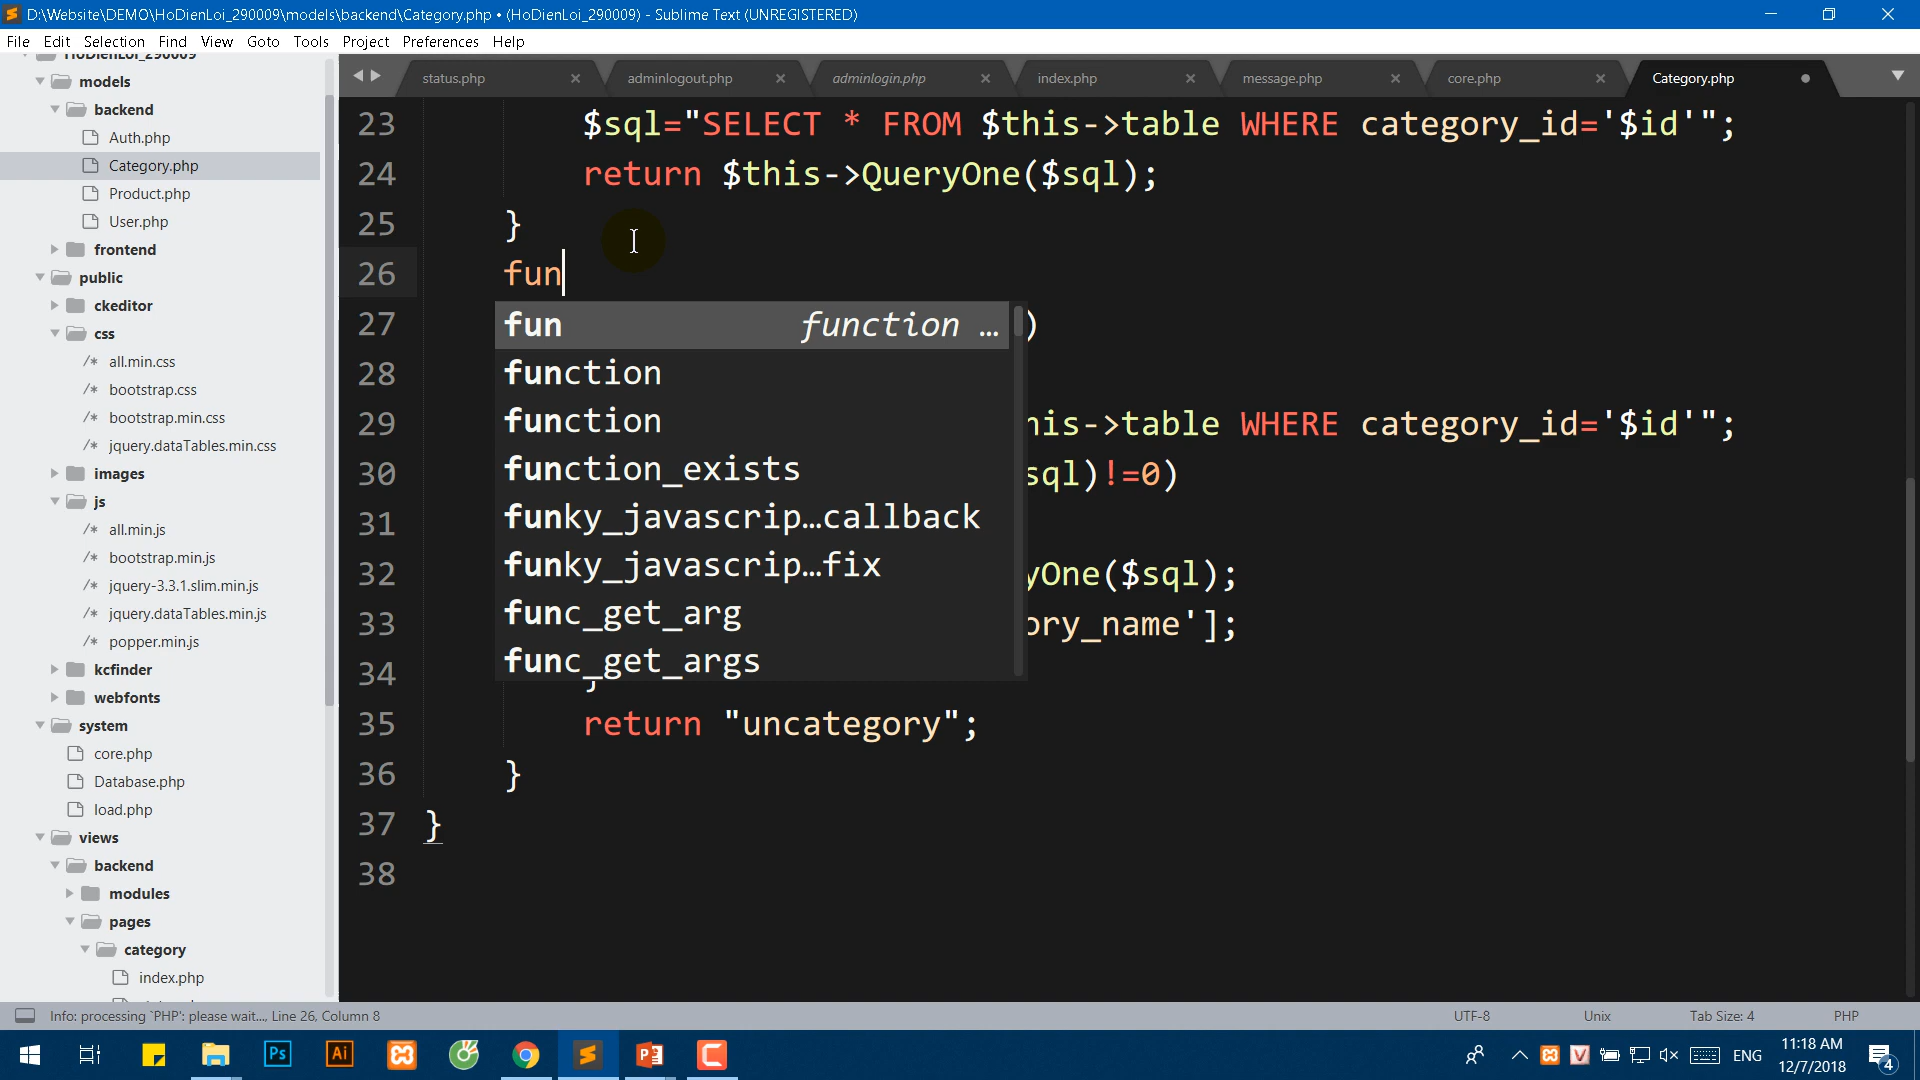 D:\Website\DEMO\HoDienLoi_290009\models\backend\Category.php • (HoDienLoi_290009) - Sublime Text (UNREGISTERED)
File Edit Selection Find View Goto Tools Project Preferences Help
HoDienLoi_290009
models
backend
Auth.php
Category.php
Product.php
User.php
frontend
public
ckeditor
css
/* all.min.css
/* bootstrap.css
/* bootstrap.min.css
/* jquery.dataTables.min.css
images
js
/* all.min.js
/* bootstrap.min.js
/* jquery-3.3.1.slim.min.js
/* jquery.dataTables.min.js
/* popper.min.js
kcfinder
webfonts
system
core.php
Database.php
load.php
views
backend
modules
pages
category
index.php
status.php × adminlogout.php × adminlogin.php × index.php × message.php × core.php × Category.php
23 $sql="SELECT * FROM $this->table WHERE category_id='$id'";
24 return $this->QueryOne($sql);
25 }
26 fun
27 )
28
29 his->table WHERE category_id='$id'";
30 sql)!=0)
31
32 yOne($sql);
33 ory_name'];
34 }
35 return "uncategory";
36 }
37 }
38
fun function …
function
function
function_exists
funky_javascrip…callback
funky_javascrip…fix
func_get_arg
func_get_args
Info: processing `PHP': please wait..., Line 26, Column 8 UTF-8 Unix Tab Size: 4 PHP
Ps Ai ENG 11:18 AM
12/7/2018 4